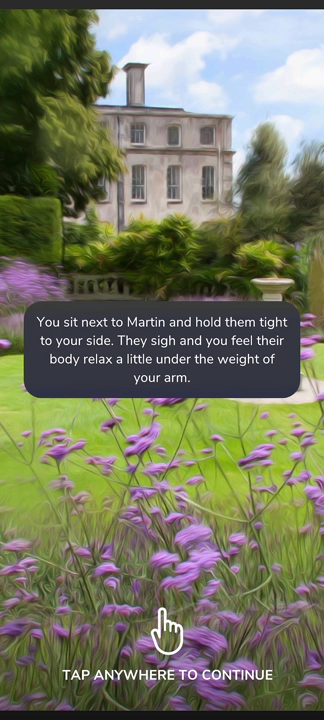 You sit next to Martin and hold them tight
to your side. They sigh and you feel their
body relax a little under the weight of
your arm.
TAP ANYWHERE TO CONTINUE